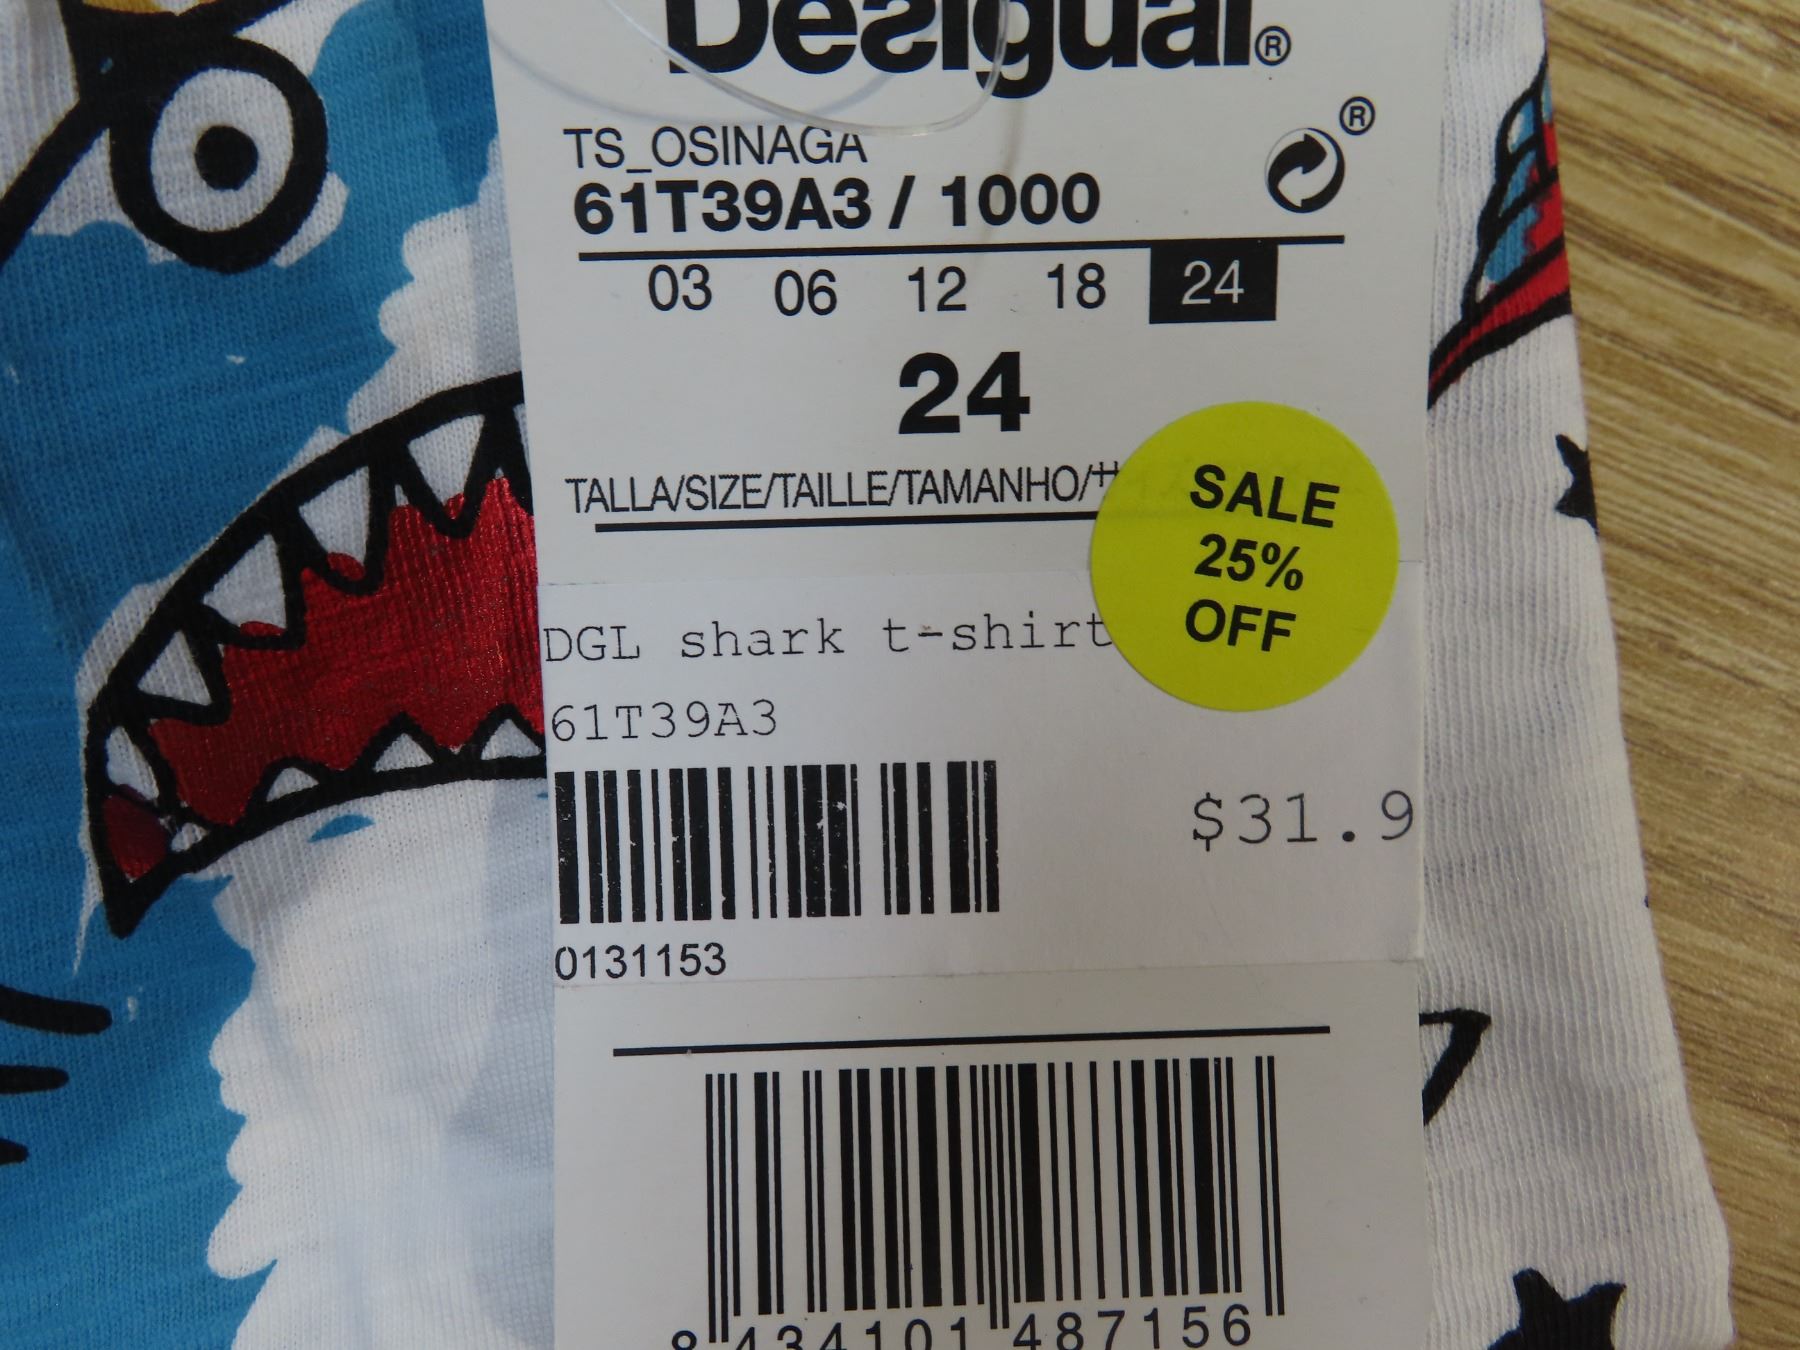 Desigual®
TS_OSINAGA
61T39A3 / 1000
®
03 06 12 18 24
24
TALLA/SIZE/TAILLE/TAMANHO/
SALE
25%
OFF
DGL shark t-shirt
61T39A3
$31.9
0131153
8 434101 487156